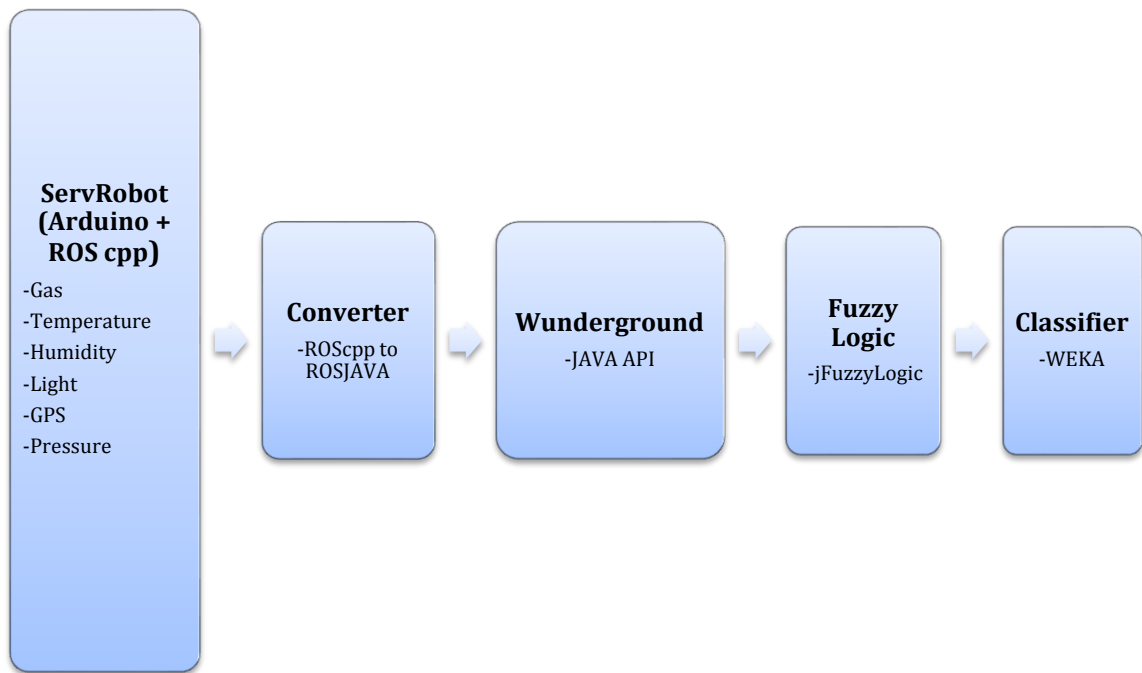 ServRobot
(Arduino +
ROS cpp)
-Gas
-Temperature
-Humidity
-Light
-GPS
-Pressure
Converter
-ROScpp to
ROSJAVA
Wunderground
-JAVA API
Fuzzy
Logic
-jFuzzyLogic
Classifier
-WEKA